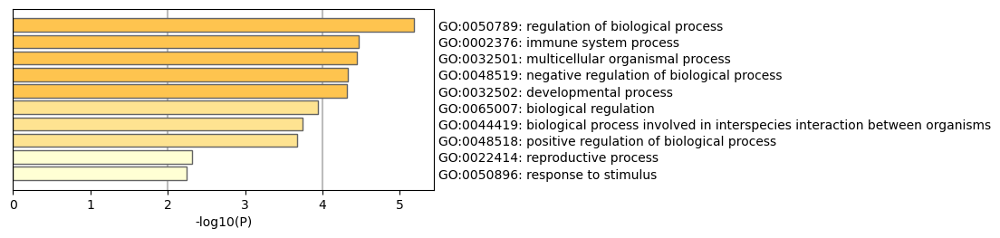 GO:0050789: regulation of biological process
GO:0002376: immune system process
GO:0032501: multicellular organismal process
GO:0048519: negative regulation of biological process
GO:0032502: developmental process
GO:0065007: biological regulation
GO:0044419: biological process involved in interspecies interaction between organisms
GO:0048518: positive regulation of biological process
GO:0022414: reproductive process
GO:0050896: response to stimulus
0 1 2 3 4 5
-log10(P)